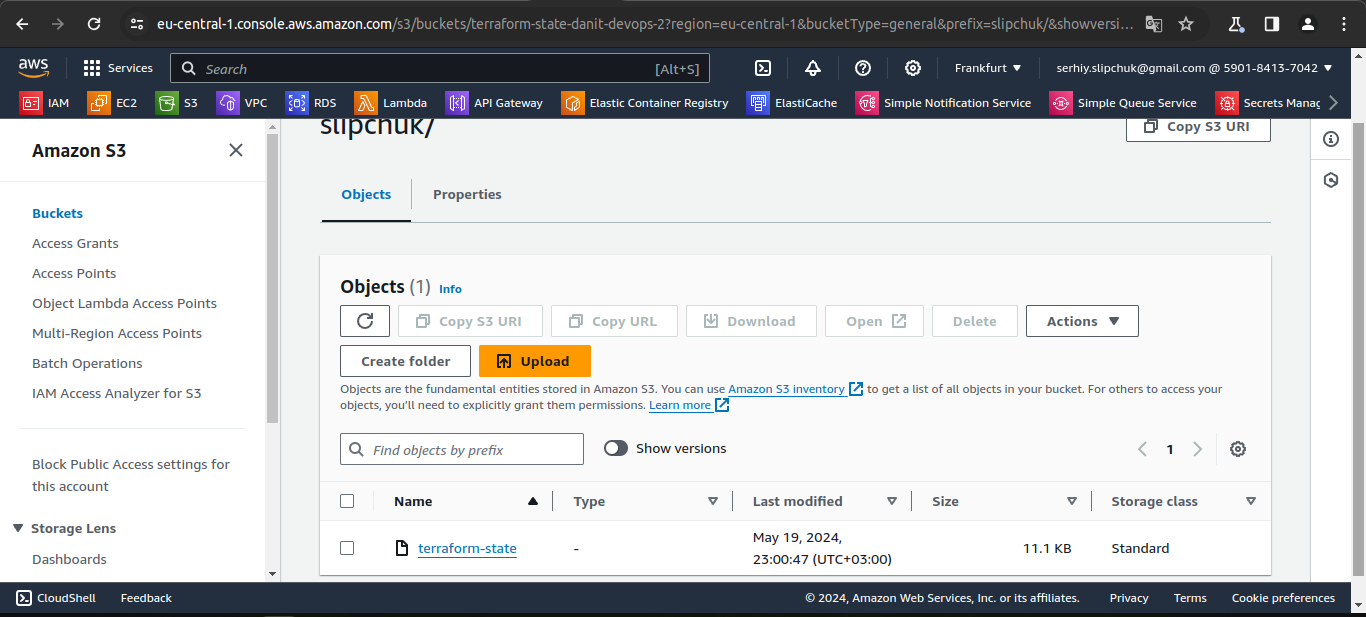 eu-central-1.console.aws.amazon.com/s3/buckets/terraform-state-danit-devops-2?region=eu-central-1&bucketType=general&prefix=slipchuk/&showversi...
aws
Services
Search
[Alt+S]
Frankfurt
serhiy.slipchuk@gmail.com @ 5901-8413-7042
IAM
EC2
S3
VPC
RDS
Lambda
API Gateway
Elastic Container Registry
ElastiCache
Simple Notification Service
Simple Queue Service
Secrets Manag
Amazon S3
Buckets
Access Grants
Access Points
Object Lambda Access Points
Multi-Region Access Points
Batch Operations
IAM Access Analyzer for S3
Block Public Access settings for
this account
Storage Lens
Dashboards
slipchuk/
Copy S3 URI
Objects
Properties
Objects (1) Info
Copy S3 URI
Copy URL
Download
Open
Delete
Actions
Create folder
Upload
Objects are the fundamental entities stored in Amazon S3. You can use Amazon S3 inventory to get a list of all objects in your bucket. For others to access your
objects, you'll need to explicitly grant them permissions. Learn more
Find objects by prefix
Show versions
1
Name
Type
Last modified
Size
Storage class
terraform-state
-
May 19, 2024,
23:00:47 (UTC+03:00)
11.1 KB
Standard
CloudShell
Feedback
© 2024, Amazon Web Services, Inc. or its affiliates.
Privacy
Terms
Cookie preferences